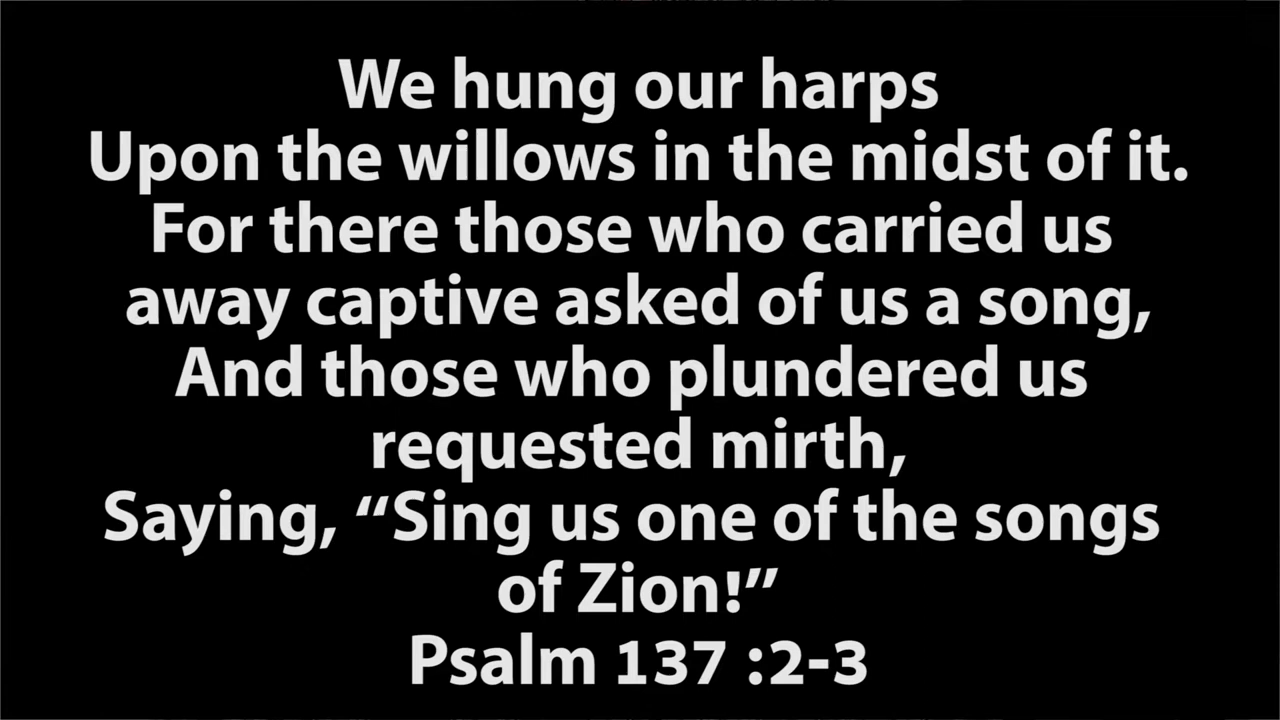 We hung our harps
Upon the willows in the midst of it.
For there those who carried us
away captive asked of us a song,
And those who plundered us
requested mirth,
Saying, “Sing us one of the songs
of Zion!”
Psalm 137 :2-3